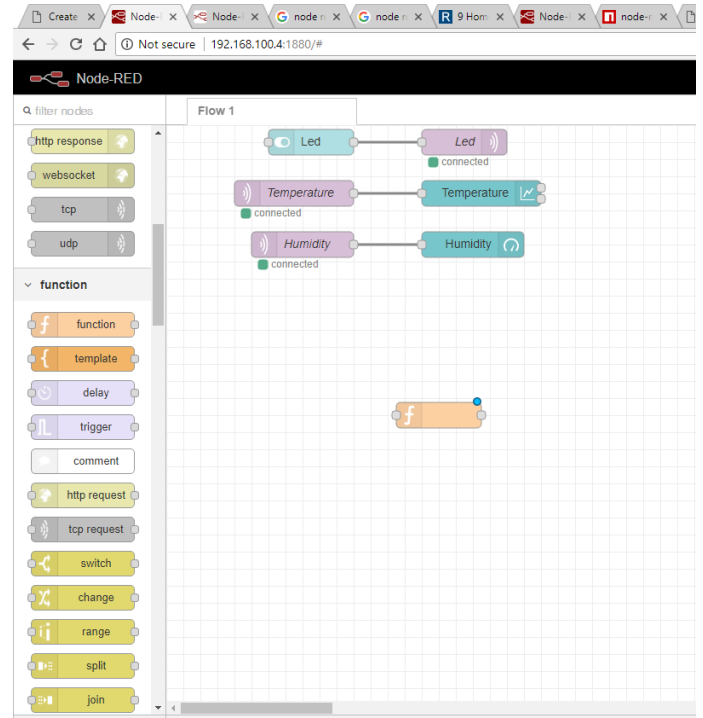 Create
Node-
Node-
node n
node n
9 Hom
Node-
node-r
Not secure 192.168.100.4:1880/#
Node-RED
filter nodes
Flow 1
http response
websocket
tcp
udp
function
function
template
delay
trigger
comment
http request
tcp request
switch
change
range
split
join
Led Led
connected
Temperature Temperature
connected
Humidity Humidity
connected